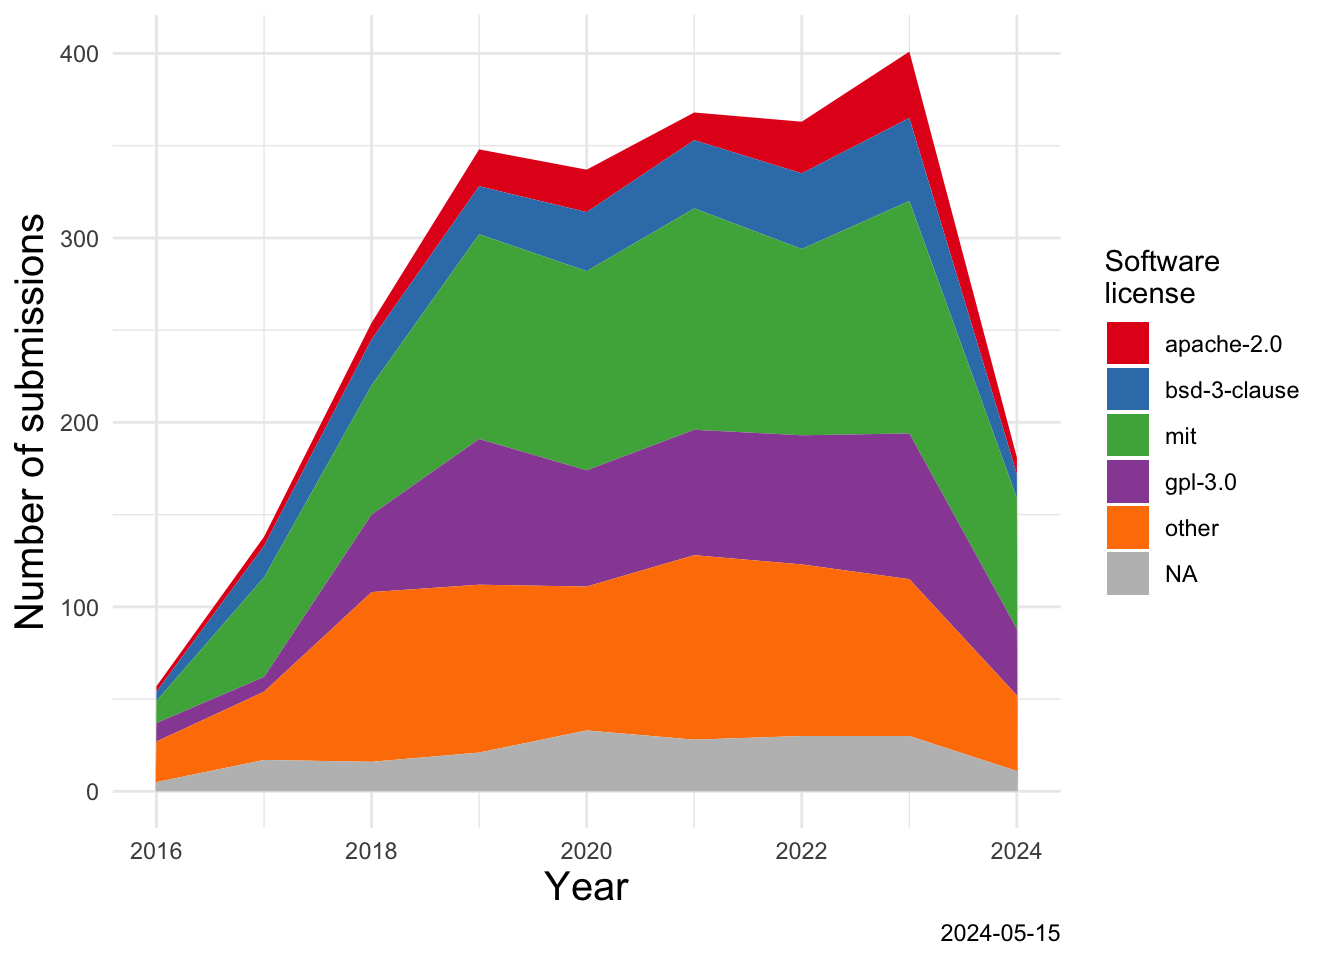 400
300
200
100
0
Number of submissions
2016
2018
2020
2022
2024
Year
Software
license
apache-2.0
bsd-3-clause
mit
gpl-3.0
other
NA
2024-05-15